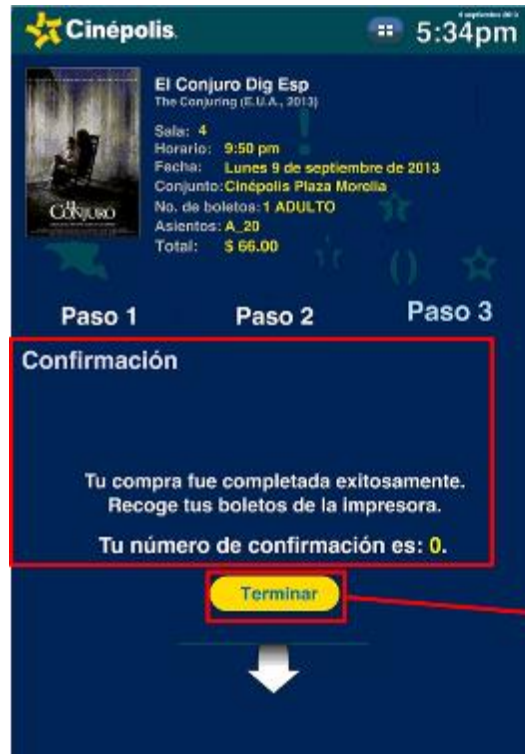 Cinépolis.
5:34pm
El Conjuro Dig Esp
The Conjuring (E.U.A., 2013)
Sala: 4
Horario: 9:50 pm
Fecha: Lunes 9 de septiembre de 2013
Conjunto: Cinépolis Plaza Morelia
No. de boletos: 1 ADULTO
Asientos: A_20
Total: $ 66.00
EL CONJURO
Paso 1 Paso 2 Paso 3
Confirmación
Tu compra fue completada exitosamente.
Recoge tus boletos de la impresora.
Tu número de confirmación es: 0.
Terminar